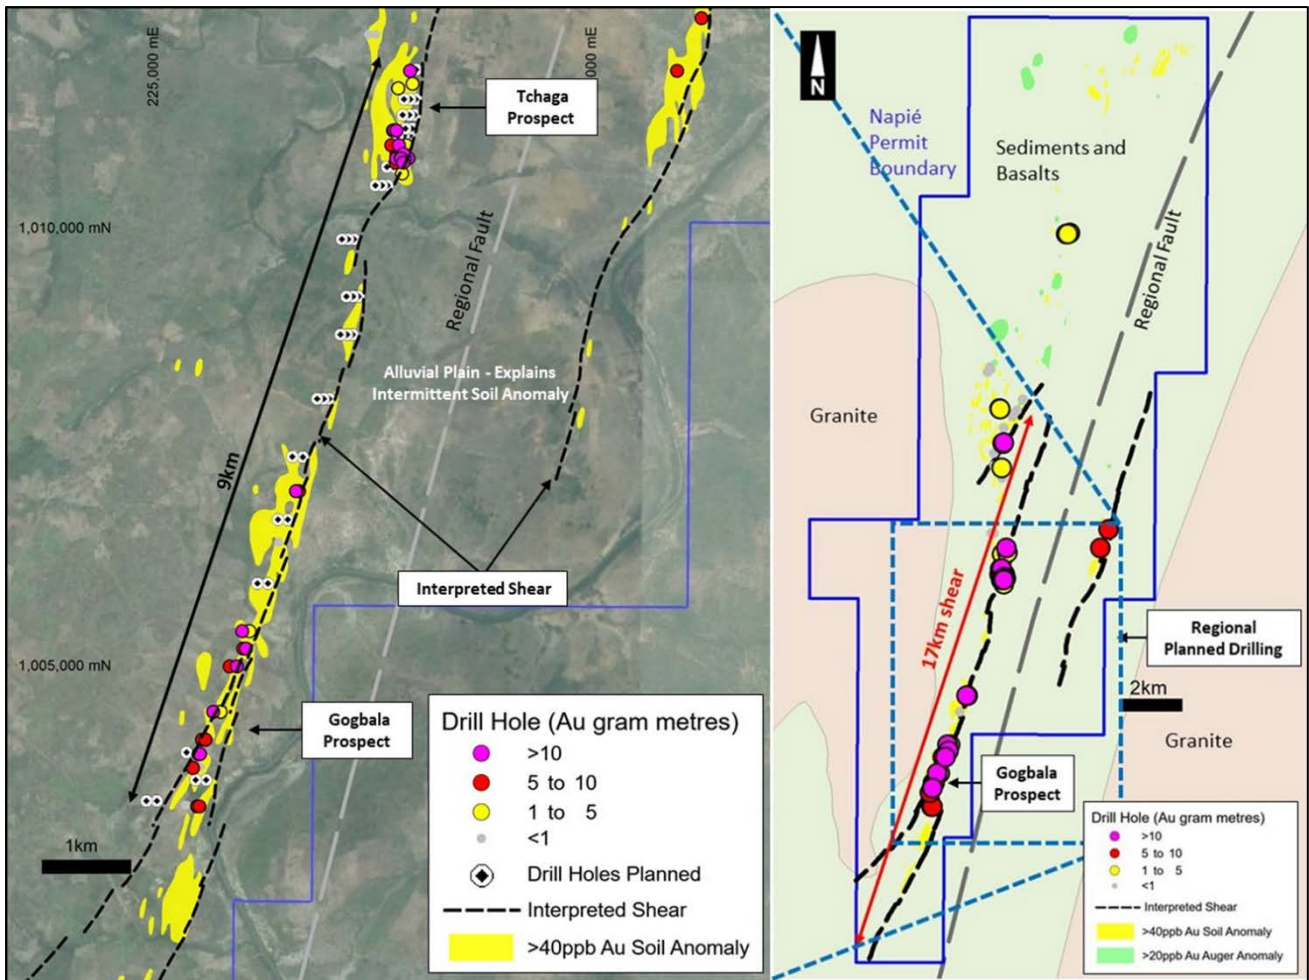 225,000 mE
000 mE
Tchaga
Prospect
1,010,000 mN
Regional Fault
9km
Alluvial Plain - Explains
Intermittent Soil Anomaly
Interpreted Shear
1,005,000 mN
Gogbala
Prospect
1km
Drill Hole (Au gram metres)
>10
5 to 10
1 to 5
<1
Drill Holes Planned
Interpreted Shear
>40ppb Au Soil Anomaly
N
Napié
Permit
Boundary
Sediments and
Basalts
Regional Fault
Granite
17km shear
Regional
Planned Drilling
2km
Granite
Gogbala
Prospect
Drill Hole (Au gram metres)
>10
5 to 10
1 to 5
<1
Interpreted Shear
>40ppb Au Soil Anomaly
>20ppb Au Auger Anomaly